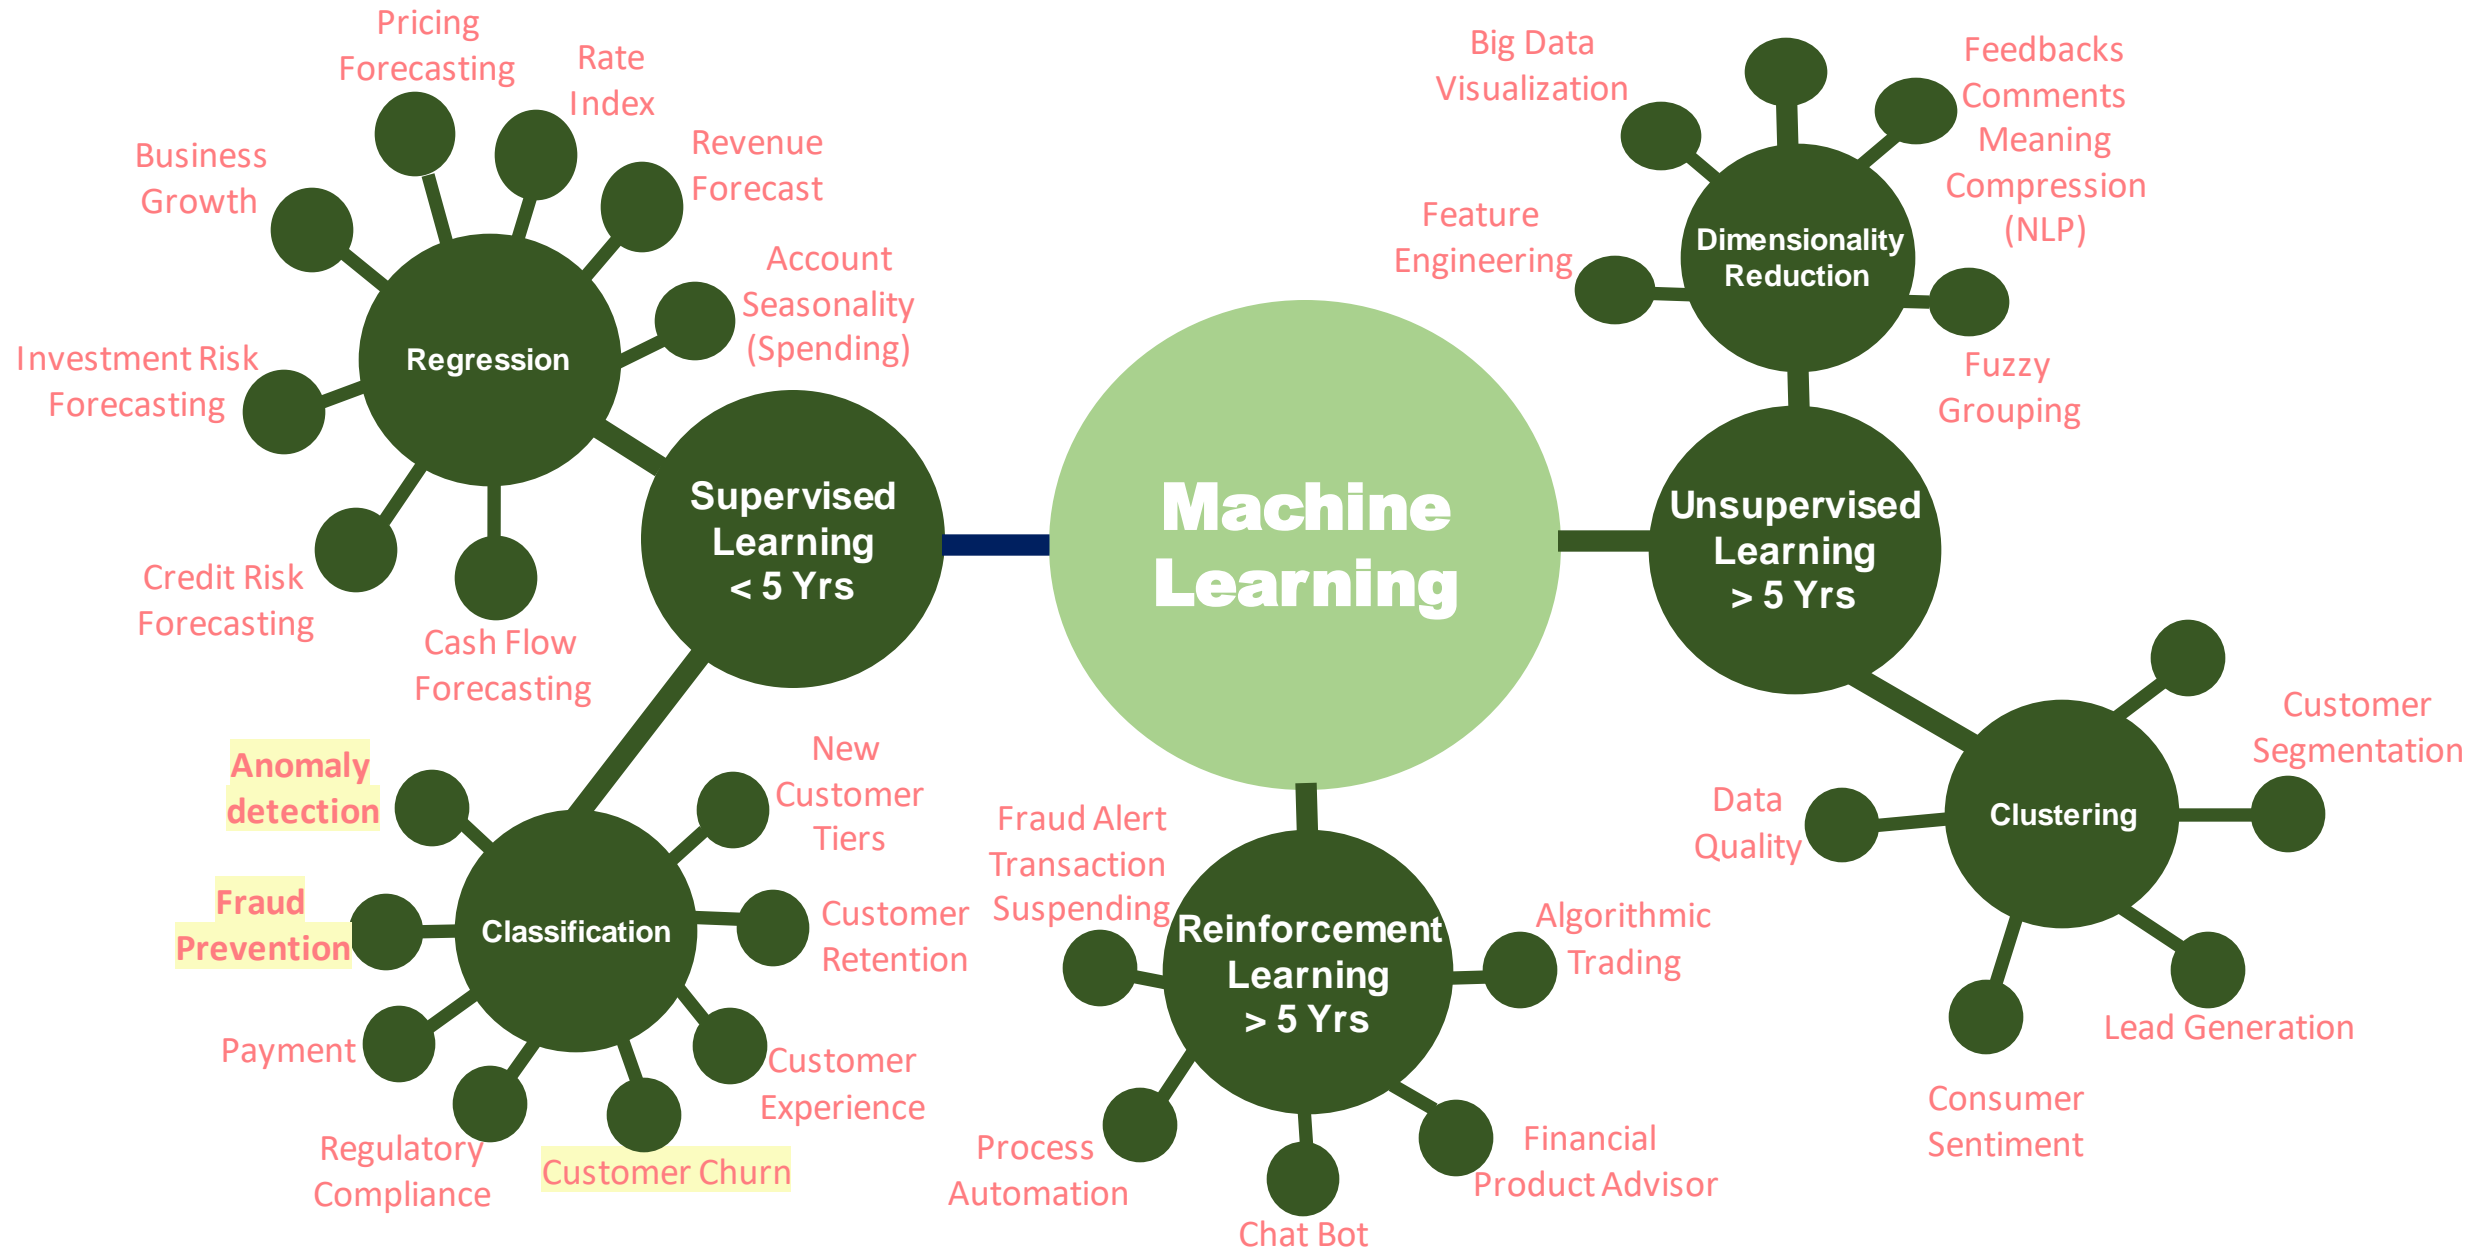 Pricing
Forecasting
Rate
Index
Business
Growth
Revenue
Forecast
Account
Seasonality
(Spending)
Investment Risk
Forecasting
Regression
Credit Risk
Forecasting
Cash Flow
Forecasting
Supervised
Learning
< 5 Yrs
Machine
Learning
Big Data
Visualization
Feedbacks
Comments
Meaning
Compression
(NLP)
Feature
Engineering
Dimensionality
Reduction
Fuzzy
Grouping
Unsupervised
Learning
> 5 Yrs
Anomaly
detection
New
Customer
Tiers
Fraud
Prevention
Classification
Customer
Retention
Payment
Customer
Experience
Regulatory
Compliance
Customer Churn
Fraud Alert
Transaction
Suspending
Reinforcement
Learning
> 5 Yrs
Algorithmic
Trading
Process
Automation
Chat Bot
Financial
Product Advisor
Customer
Segmentation
Data
Quality
Clustering
Lead Generation
Consumer
Sentiment